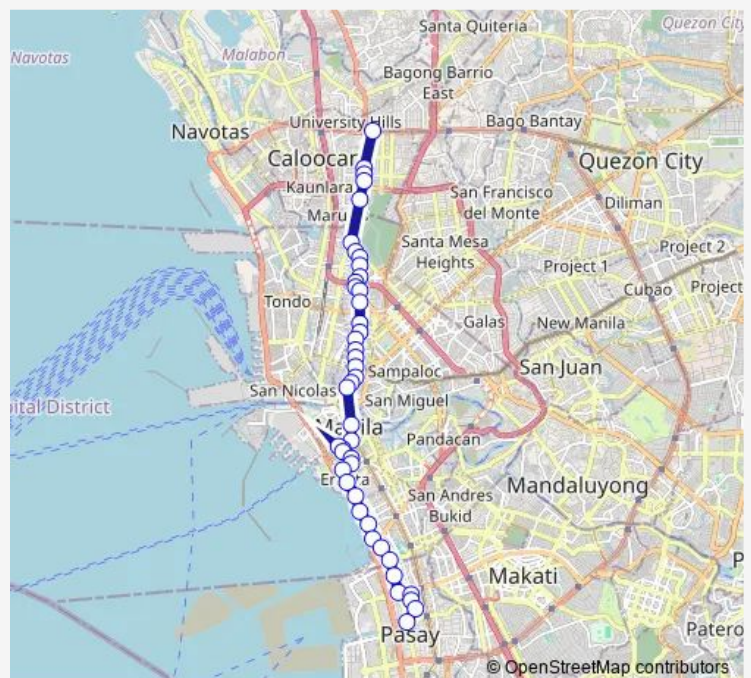 Santa Quiteria
Quezon City
Navotas
Malabon
Bagong Barrio
East
University Hills
Bago Bantay
Navotas
Caloocan
Quezon City
Kaunlara
San Francisco
del Monte
Diliman
Maru
Santa Mesa
Heights
Project 2
Project 1
Cubao
Project
Tondo
Galas
New Manila
San Juan
Sampaloc
San Nicolas
San Miguel
pital District
Manila
Pandacan
Ermita
San Andres
Bukid
Mandaluyong
Makati
P
Pasay
Patero
© OpenStreetMap contributors